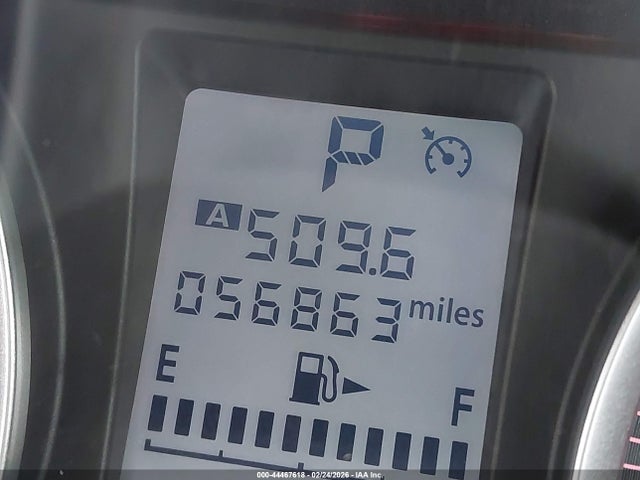 P
A 509.6
056863 miles
E F
000-44467618 - 02/24/2026 - IAA Inc.